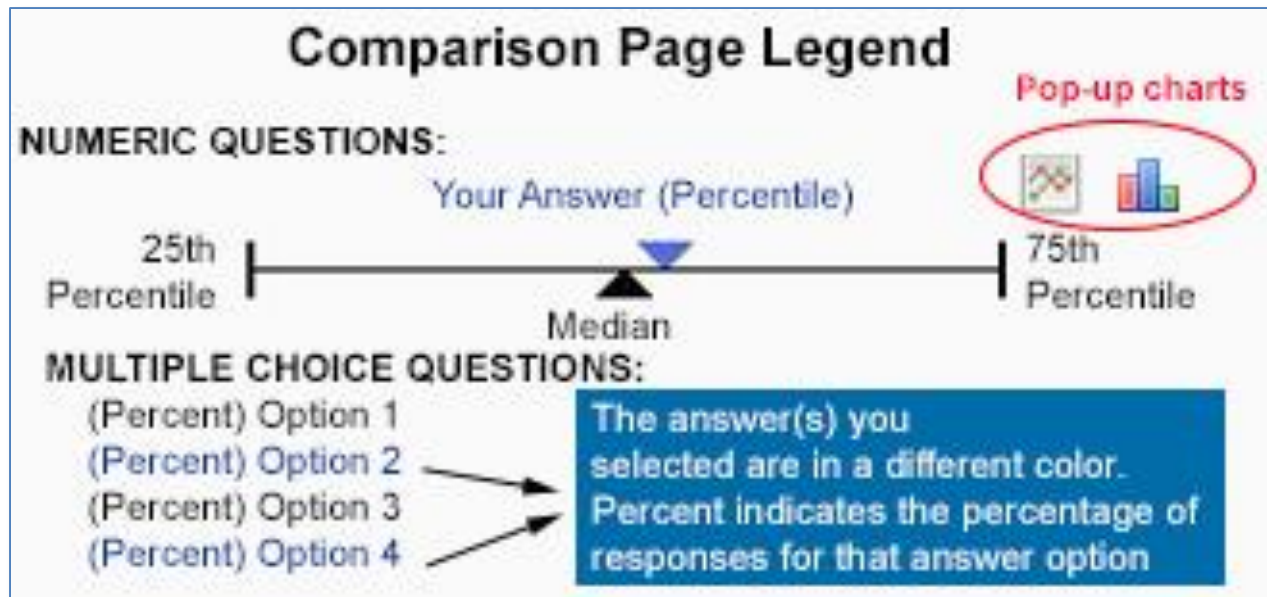 Comparison Page Legend
Pop-up charts
NUMERIC QUESTIONS:
Your Answer (Percentile)
25th
Percentile
75th
Percentile
Median
MULTIPLE CHOICE QUESTIONS:
(Percent) Option 1
(Percent) Option 2
(Percent) Option 3
(Percent) Option 4
The answer(s) you
selected are in a different color.
Percent indicates the percentage of
responses for that answer option